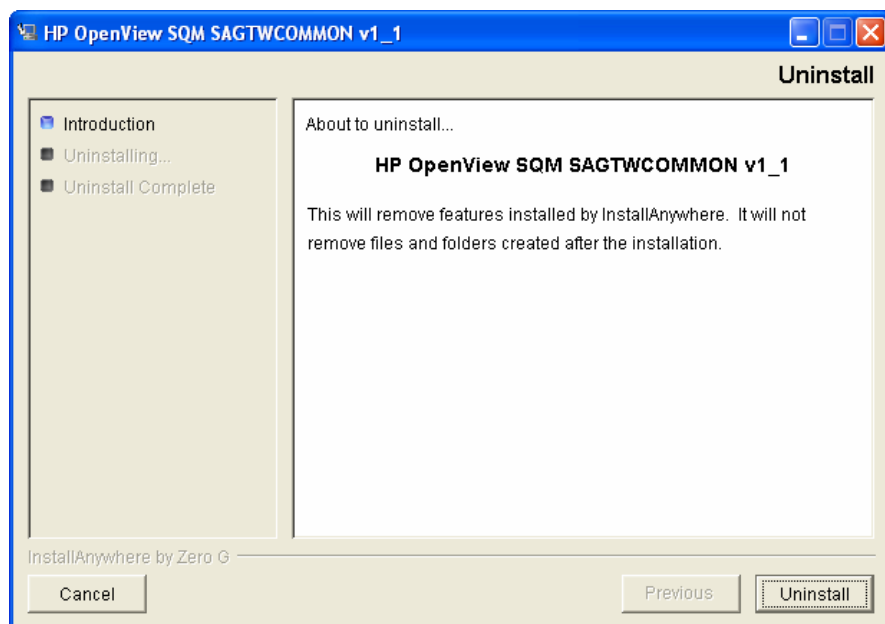 HP OpenView SQM SAGTWCOMMON v1_1
Uninstall
Introduction
Uninstalling...
Uninstall Complete
About to uninstall...
HP OpenView SQM SAGTWCOMMON v1_1
This will remove features installed by InstallAnywhere. It will not
remove files and folders created after the installation.
InstallAnywhere by Zero G
Cancel
Previous
Uninstall